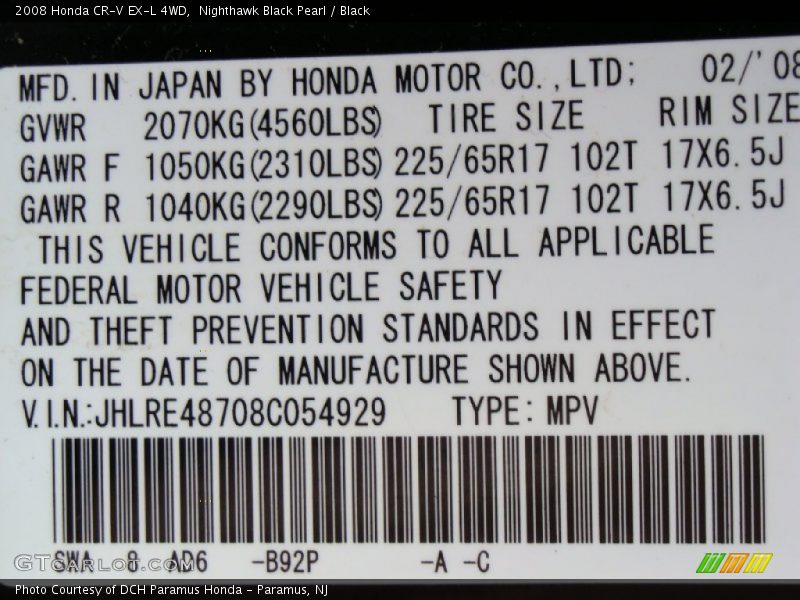 2008 Honda CR-V EX-L 4WD,  Nighthawk Black Pearl / Black
MFD. IN JAPAN BY HONDA MOTOR CO., LTD; 02/'08
GVWR 2070KG(4560LBS) TIRE SIZE RIM SIZE
GAWR F 1050KG(2310LBS) 225/65R17 102T 17X6.5J
GAWR R 1040KG(2290LBS) 225/65R17 102T 17X6.5J
THIS VEHICLE CONFORMS TO ALL APPLICABLE
FEDERAL MOTOR VEHICLE SAFETY
AND THEFT PREVENTION STANDARDS IN EFFECT
ON THE DATE OF MANUFACTURE SHOWN ABOVE.
V.I.N.:JHLRE48708C054929 TYPE: MPV
SWA 8 AD6 -B92P -A -C
GTCarLot.com
Photo Courtesy of DCH Paramus Honda - Paramus, NJ